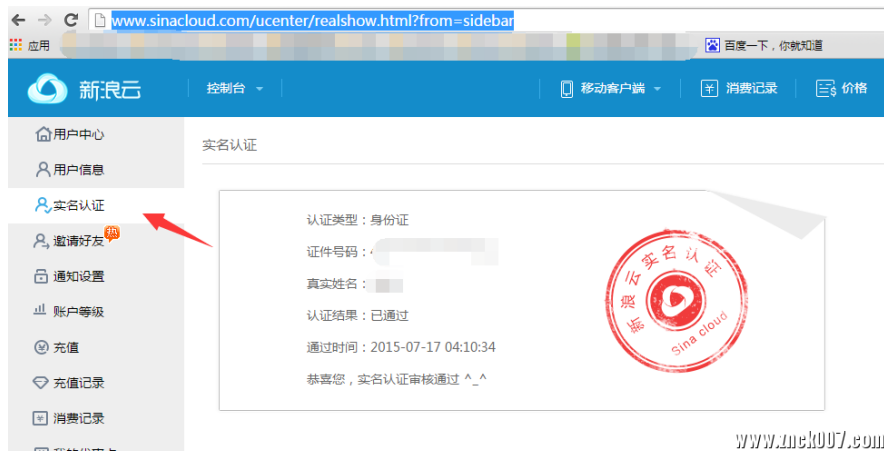 www.sinacloud.com/ucenter/realshow.html?from=sidebar
应用
百度一下，你就知道
新浪云
控制台
移动客户端
消费记录
价格
用户中心
用户信息
实名认证
邀请好友
热
通知设置
账户等级
充值
充值记录
消费记录
实名认证
认证类型：身份证
证件号码：
真实姓名：
认证结果：已通过
通过时间：2015-07-17 04:10:34
恭喜您，实名认证审核通过 ^_^
新浪云实名认证
Sina cloud
www.znck007.com